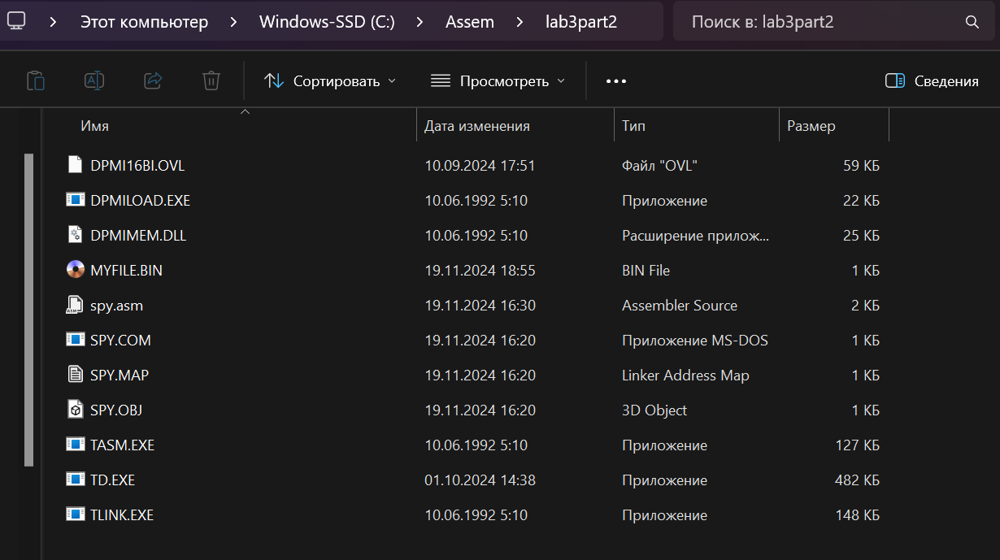 Этот компьютер > Windows-SSD (C:) > Assem > lab3part2 Поиск в: lab3part2
Сортировать Просмотреть ••• Сведения
Имя Дата изменения Тип Размер
DPMI16BI.OVL 10.09.2024 17:51 Файл "OVL" 59 КБ
DPMILOAD.EXE 10.06.1992 5:10 Приложение 22 КБ
DPMIMEM.DLL 10.06.1992 5:10 Расширение прилож... 25 КБ
MYFILE.BIN 19.11.2024 18:55 BIN File 1 КБ
spy.asm 19.11.2024 16:30 Assembler Source 2 КБ
SPY.COM 19.11.2024 16:20 Приложение MS-DOS 1 КБ
SPY.MAP 19.11.2024 16:20 Linker Address Map 1 КБ
SPY.OBJ 19.11.2024 16:20 3D Object 1 КБ
TASM.EXE 10.06.1992 5:10 Приложение 127 КБ
TD.EXE 01.10.2024 14:38 Приложение 482 КБ
TLINK.EXE 10.06.1992 5:10 Приложение 148 КБ